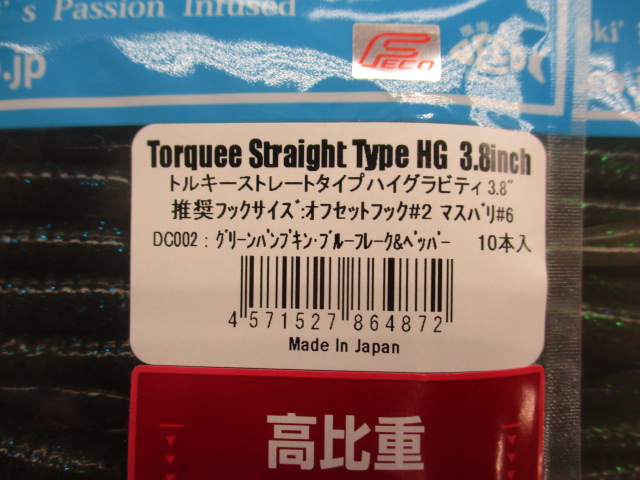 's Passion Infused
oki'
o.jp
co.
FECO
Torquee Straight Type HG 3.8inch
トルキーストレートタイプハイグラビティ 3.8"
推奨フックサイズ:オフセットフック#2 マスバリ#6
DC002：グリーンパンプキン・ブルーフレーク&ペッパー 10本入
4 571527 864872
Made In Japan
高比重